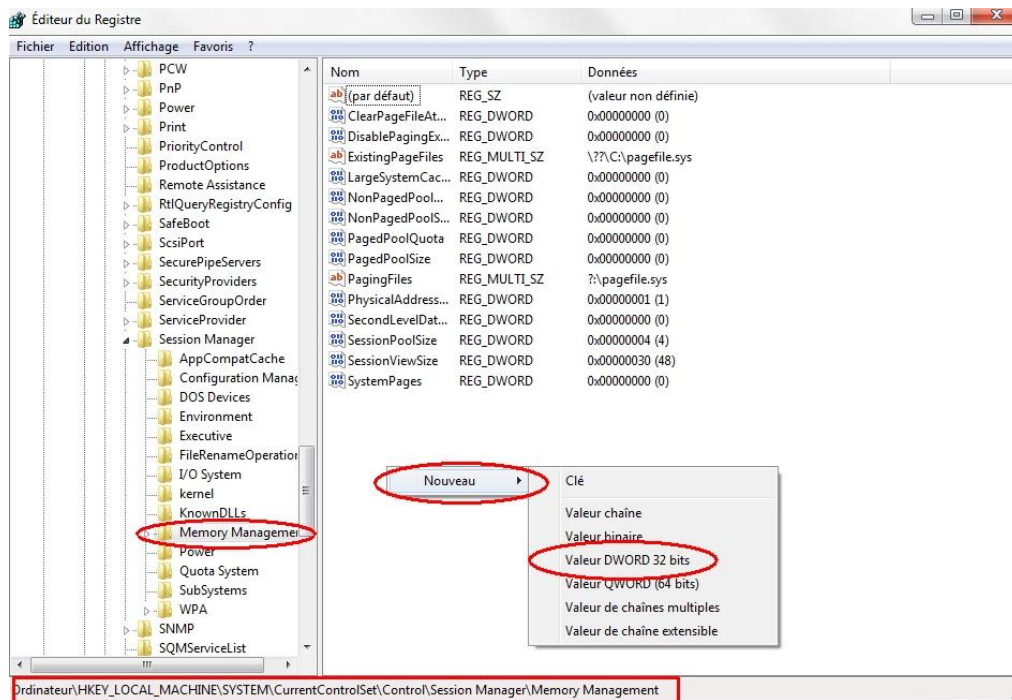 Éditeur du Registre
Fichier Edition Affichage Favoris ?
PCW
PnP
Power
Print
PriorityControl
ProductOptions
Remote Assistance
RtlQueryRegistryConfig
SafeBoot
ScsiPort
SecurePipeServers
SecurityProviders
ServiceGroupOrder
ServiceProvider
Session Manager
AppCompatCache
Configuration Manag
DOS Devices
Environment
Executive
FileRenameOperation
I/O System
kernel
KnownDLLs
Memory Managemen
Power
Quota System
SubSystems
WPA
SNMP
SQMServiceList
Nom Type Données
(par défaut) REG_SZ (valeur non définie)
ClearPageFileAt... REG_DWORD 0x00000000 (0)
DisablePagingEx... REG_DWORD 0x00000000 (0)
ExistingPageFiles REG_MULTI_SZ \??\C:\pagefile.sys
LargeSystemCac... REG_DWORD 0x00000000 (0)
NonPagedPool... REG_DWORD 0x00000000 (0)
NonPagedPoolS... REG_DWORD 0x00000000 (0)
PagedPoolQuota REG_DWORD 0x00000000 (0)
PagedPoolSize REG_DWORD 0x00000000 (0)
PagingFiles REG_MULTI_SZ ?:\pagefile.sys
PhysicalAddress... REG_DWORD 0x00000001 (1)
SecondLevelDat... REG_DWORD 0x00000000 (0)
SessionPoolSize REG_DWORD 0x00000004 (4)
SessionViewSize REG_DWORD 0x00000030 (48)
SystemPages REG_DWORD 0x00000000 (0)
Nouveau
Clé
Valeur chaîne
Valeur binaire
Valeur DWORD 32 bits
Valeur QWORD (64 bits)
Valeur de chaînes multiples
Valeur de chaîne extensible
Ordinateur\HKEY_LOCAL_MACHINE\SYSTEM\CurrentControlSet\Control\Session Manager\Memory Management